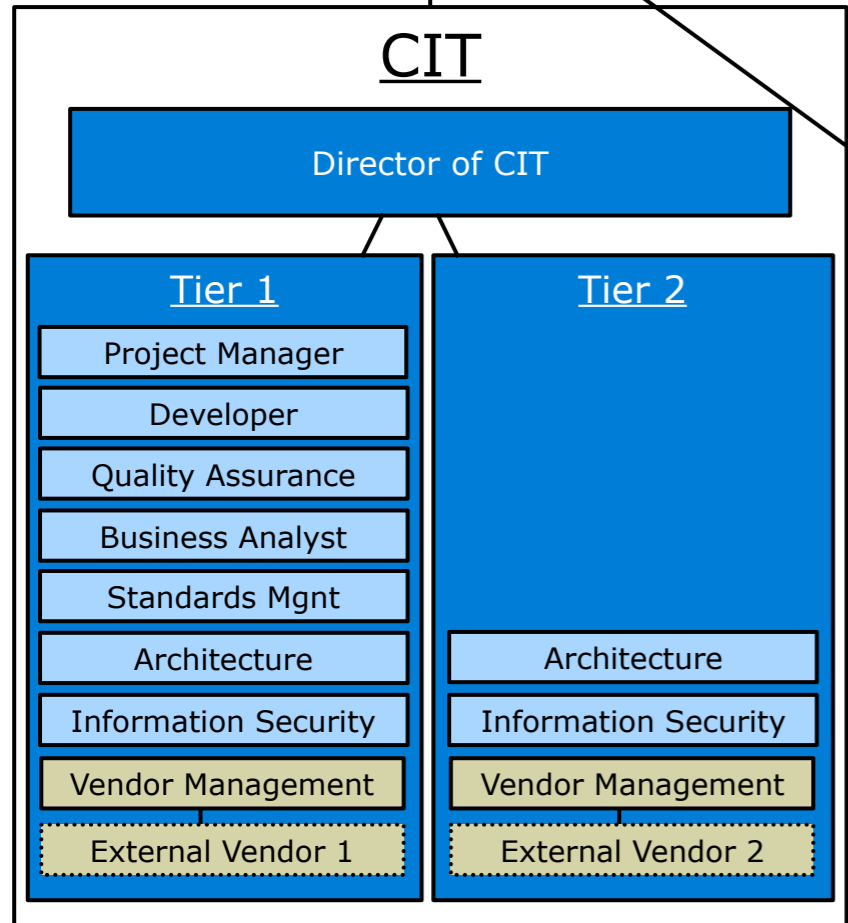 CIT
Director of CIT
Tier 1
Project Manager
Developer
Quality Assurance
Business Analyst
Standards Mgnt
Architecture
Information Security
Vendor Management
External Vendor 1
Tier 2
Architecture
Information Security
Vendor Management
External Vendor 2